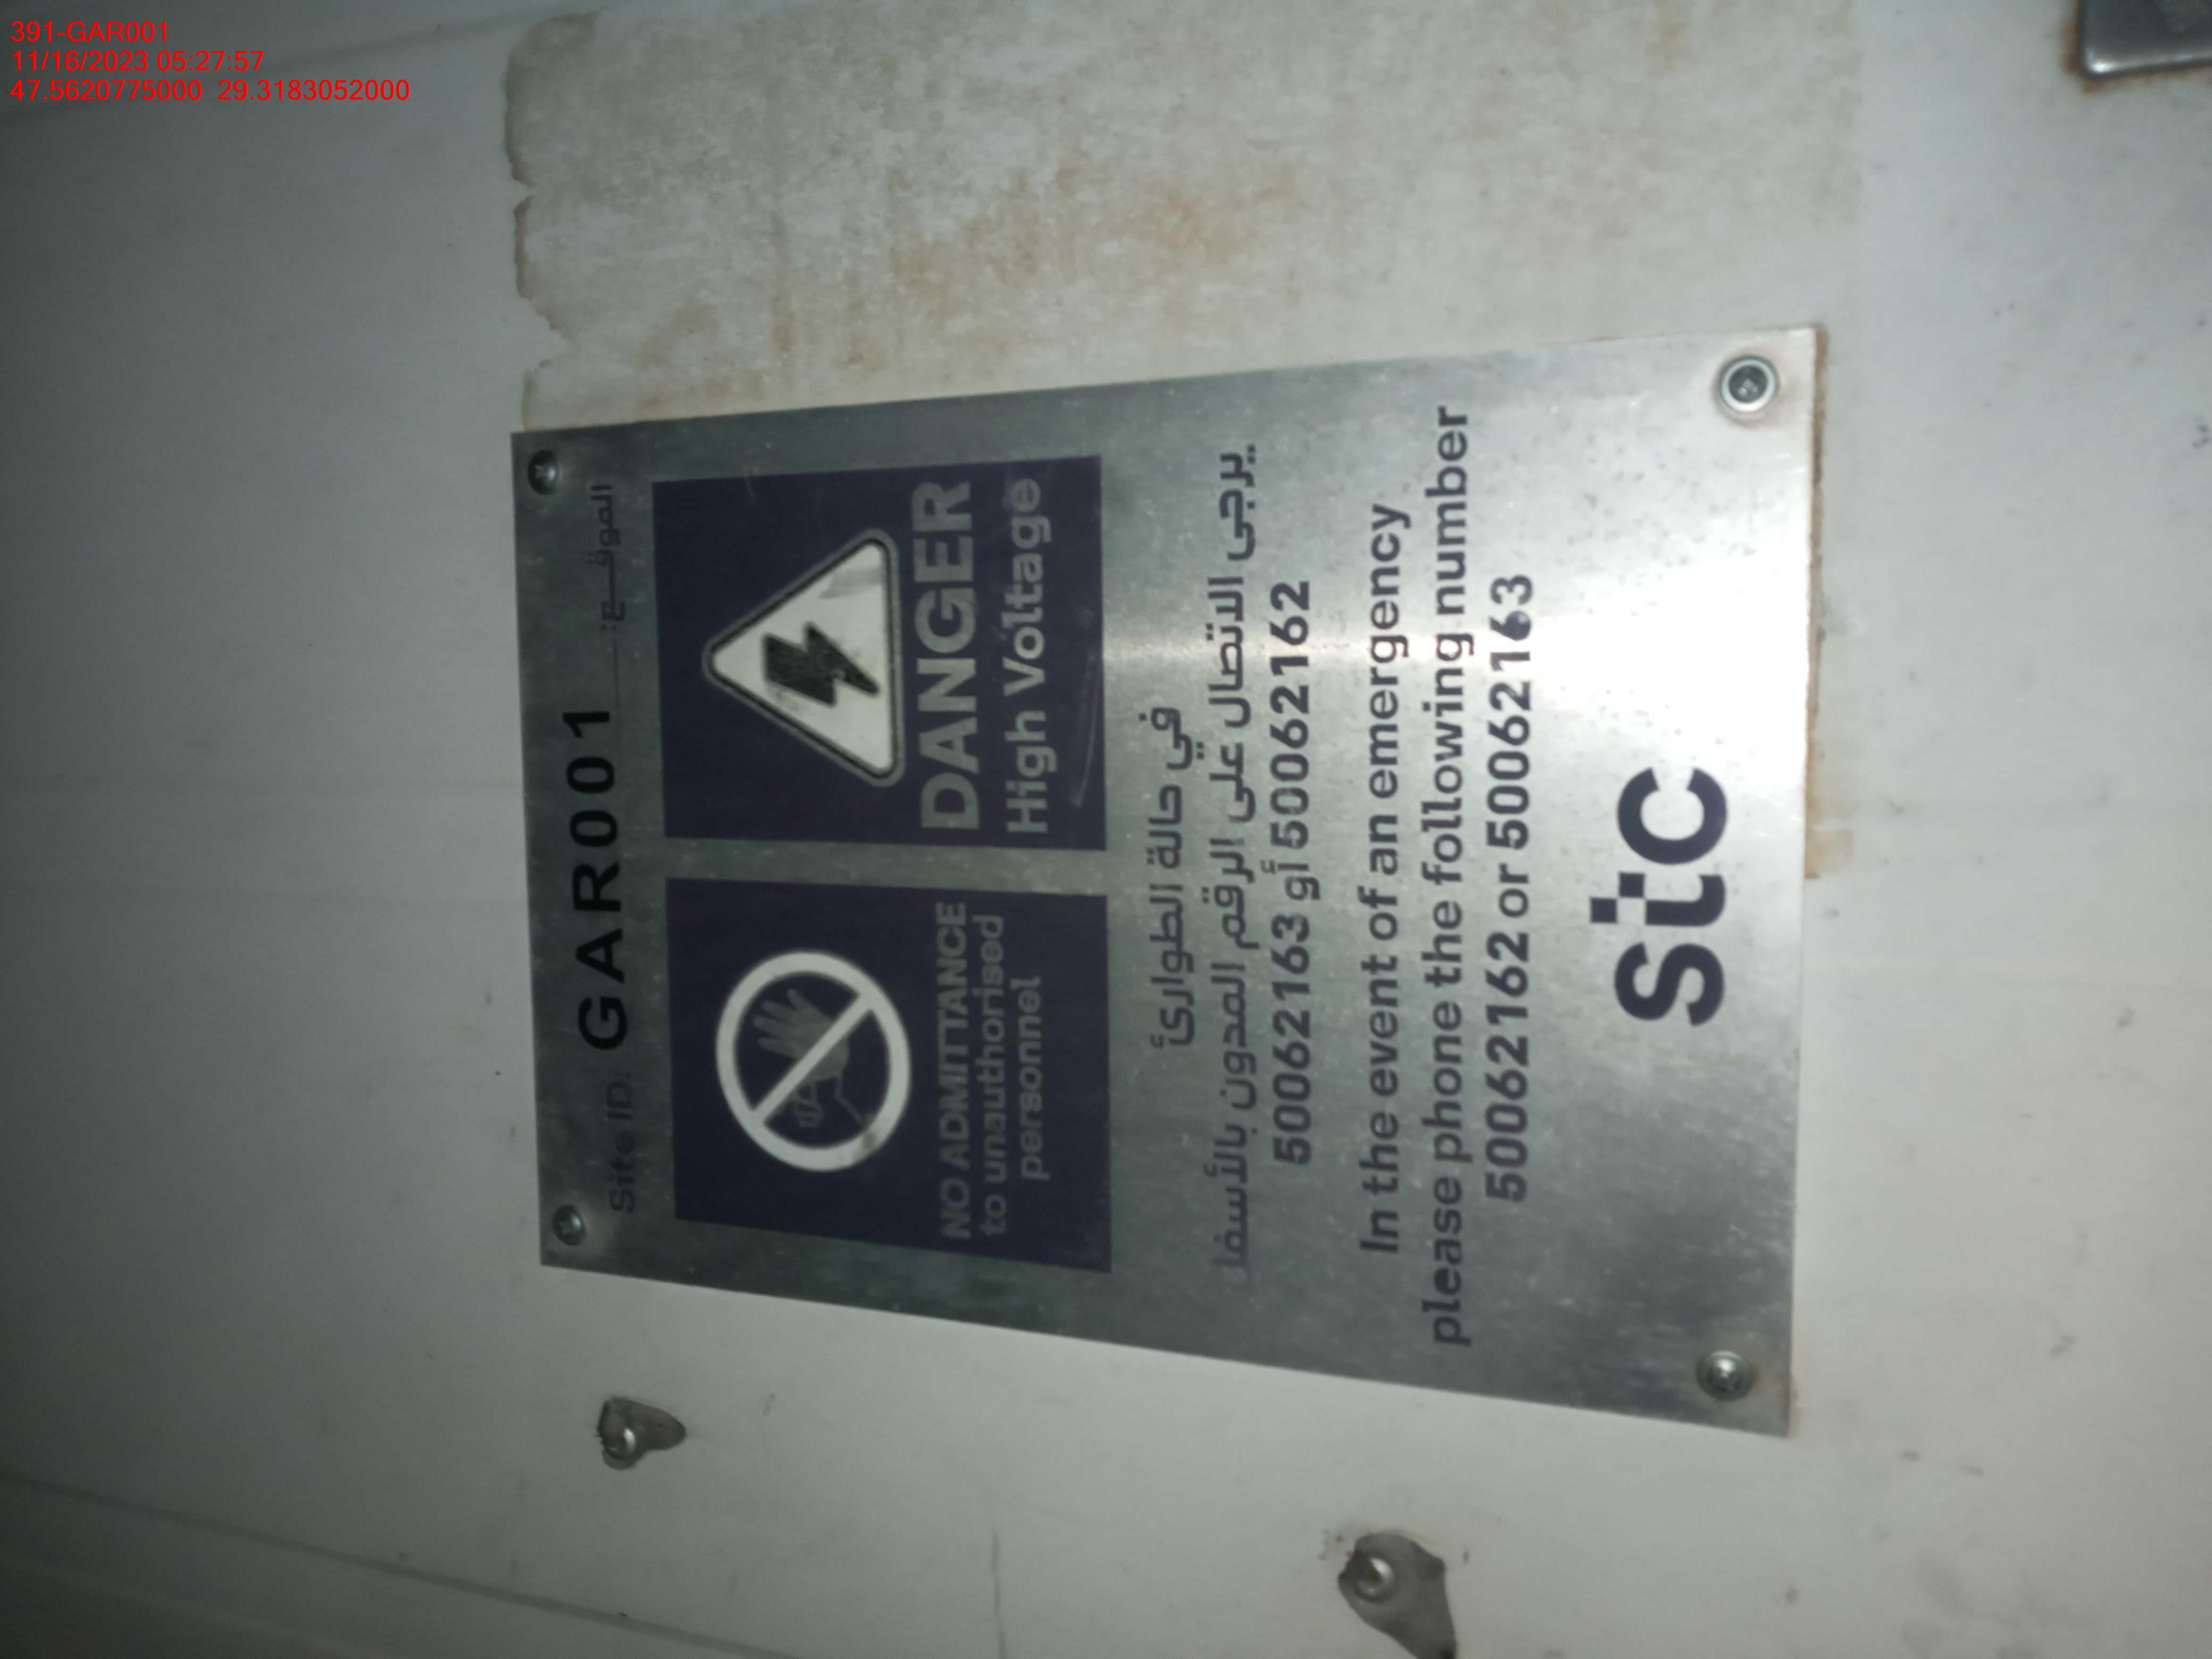 391-GAR001
11/16/2023 05:27:57
47.5620775000 29.3183052000
Site ID: GAR001 الموقــع:
NO ADMITTANCE
to unauthorised
personnel
DANGER
High Voltage
في حالة الطوارئ
يرجى الاتصال على الرقم المدون بالأسفل
50062162 أو 50062163
In the event of an emergency
please phone the following number
50062162 or 50062163
stc